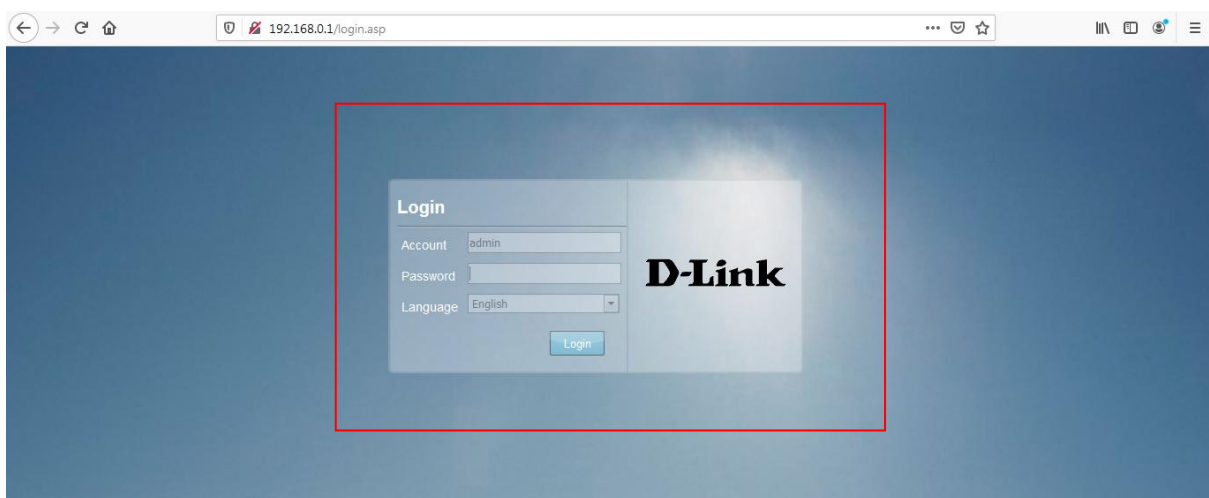 192.168.0.1/login.asp
Login
Account admin
Password
Language English
Login
D-Link